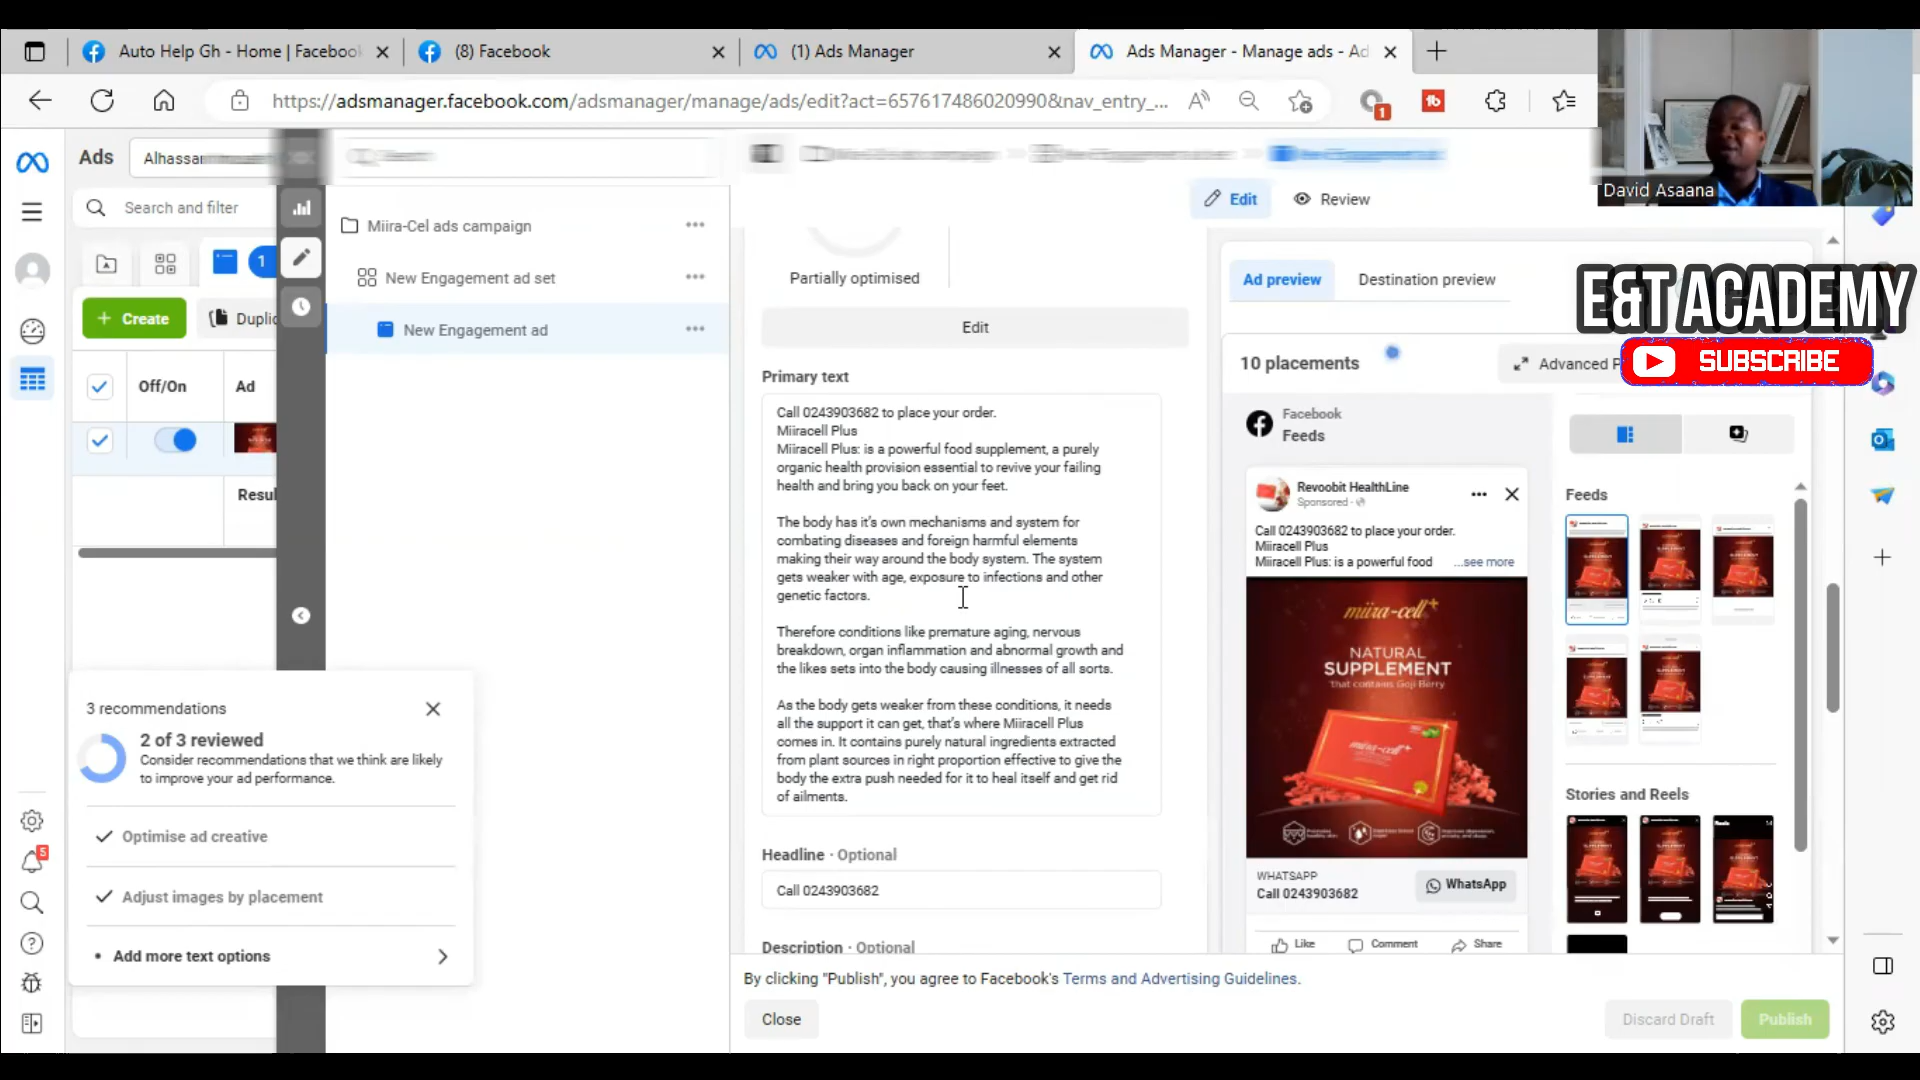 Auto Help Gh - Home | Facebook
(8) Facebook
(1) Ads Manager
Ads Manager - Manage ads - Ad
https://adsmanager.facebook.com/adsmanager/manage/ads/edit?act=657617486020990&nav_entry_...
David Asaana
Ads
Alhassan
Search and filter
1
+ Create
Duplic
Off/On
Ad
Resul
Miira-Cel ads campaign
New Engagement ad set
New Engagement ad
Edit
Review
Partially optimised
Edit
Primary text
Call 0243903682 to place your order.
Miiracell Plus
Miiracell Plus: is a powerful food supplement, a purely
organic health provision essential to revive your failing
health and bring you back on your feet.
The body has it's own mechanisms and system for
combating diseases and foreign harmful elements
making their way around the body system. The system
gets weaker with age, exposure to infections and other
genetic factors.
Therefore conditions like premature aging, nervous
breakdown, organ inflammation and abnormal growth and
the likes sets into the body causing illnesses of all sorts.
As the body gets weaker from these conditions, it needs
all the support it can get, that's where Miiracell Plus
comes in. It contains purely natural ingredients extracted
from plant sources in right proportion effective to give the
body the extra push needed for it to heal itself and get rid
of ailments.
Headline · Optional
Call 0243903682
Description · Optional
3 recommendations
2 of 3 reviewed
Consider recommendations that we think are likely
to improve your ad performance.
Optimise ad creative
Adjust images by placement
Add more text options
5
Ad preview
Destination preview
E&T ACADEMY
SUBSCRIBE
10 placements
Advanced P
Facebook
Feeds
Revoobit HealthLine
Sponsored ·
Call 0243903682 to place your order.
Miiracell Plus
Miiracell Plus: is a powerful food ...see more
miira-cell+
NATURAL
SUPPLEMENT
that contains Goji Berry
miira-cell+
WHATSAPP
Call 0243903682
WhatsApp
Like
Comment
Share
Feeds
Stories and Reels
By clicking "Publish", you agree to Facebook's Terms and Advertising Guidelines.
Close
Discard Draft
Publish